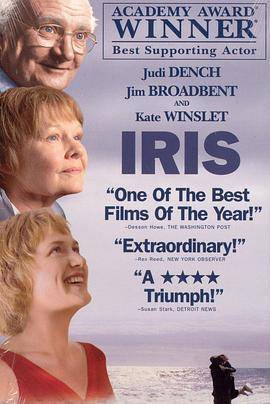 ACADEMY AWARD
WINNER
Best Supporting Actor
Judi DENCH
Jim BROADBENT
AND
Kate WINSLET
IRIS
“One Of The Best
Films Of The Year!”
–Desson Howe, THE WASHINGTON POST
“Extraordinary!”
–Rex Reed, NEW YORK OBSERVER
“A ★★★★
Triumph!”
–Susan Stark, DETROIT NEWS